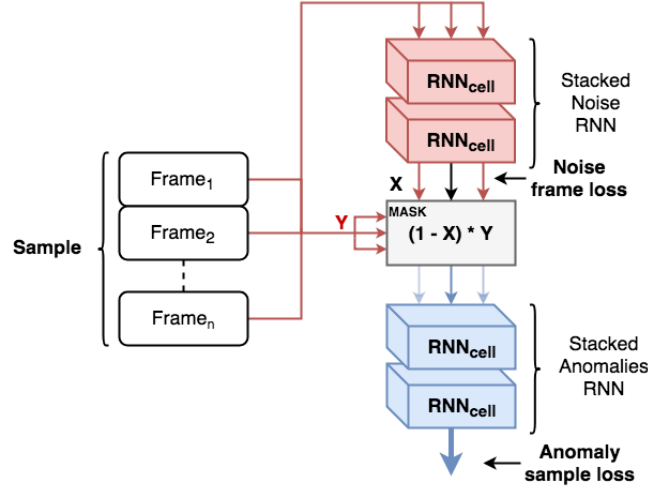 RNNcell
RNNcell
Stacked
Noise
RNN
Noise
frame loss
X
Sample
Frame1
Frame2
Framen
Y
MASK
(1 - X) * Y
RNNcell
RNNcell
Stacked
Anomalies
RNN
Anomaly
sample loss